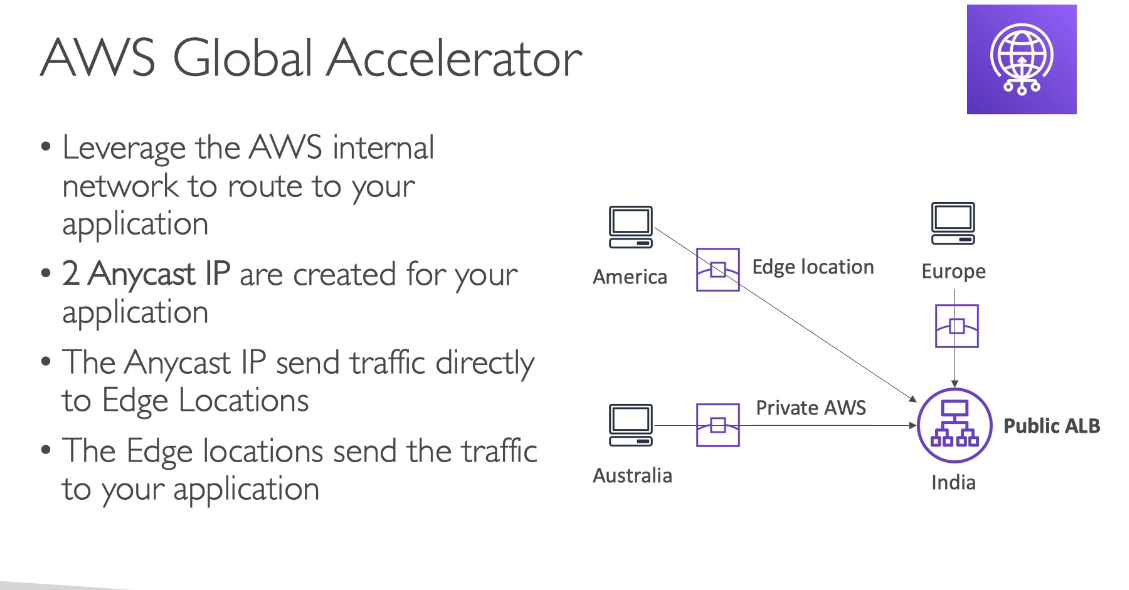 AWS Global Accelerator
• Leverage the AWS internal
network to route to your
application
• 2 Anycast IP are created for your
application
• The Anycast IP send traffic directly
to Edge Locations
• The Edge locations send the traffic
to your application
America
Edge location
Europe
Private AWS
Australia
Public ALB
India